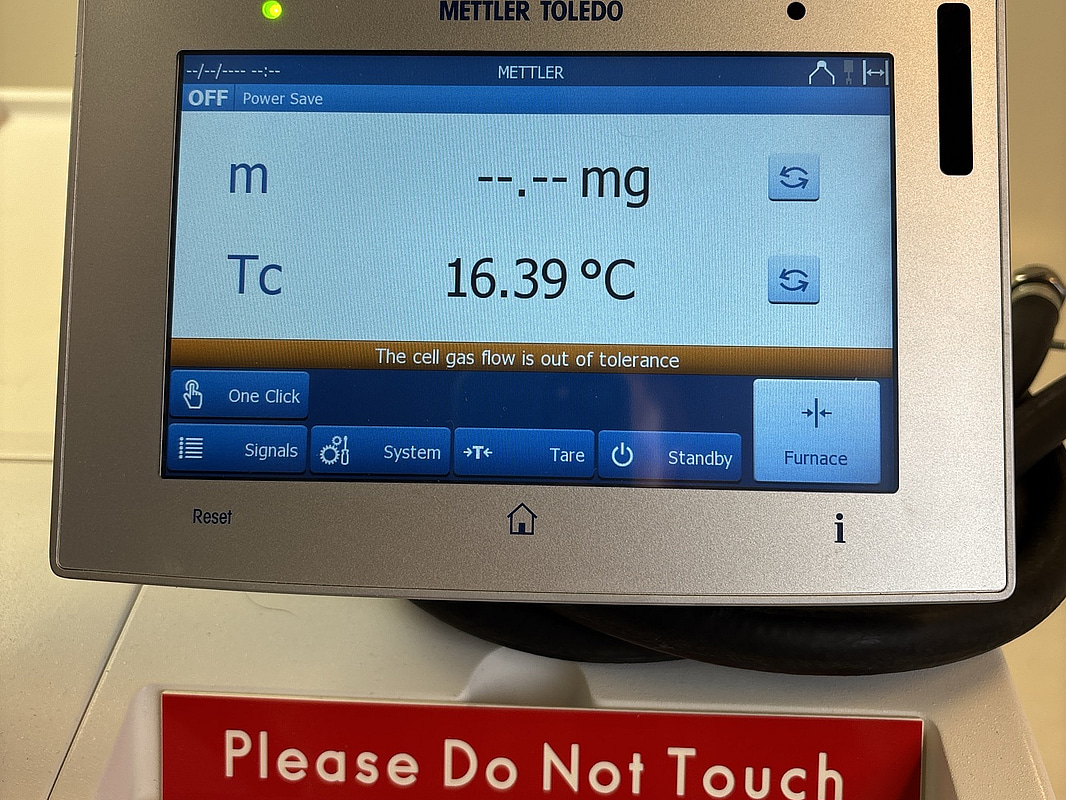 METTLER TOLEDO
--/--/---- --:--
METTLER
OFF Power Save
m --.-- mg
Tc 16.39 °C
The cell gas flow is out of tolerance
One Click
Signals
System
→T← Tare
Standby
Furnace
Reset
i
Please Do Not Touch